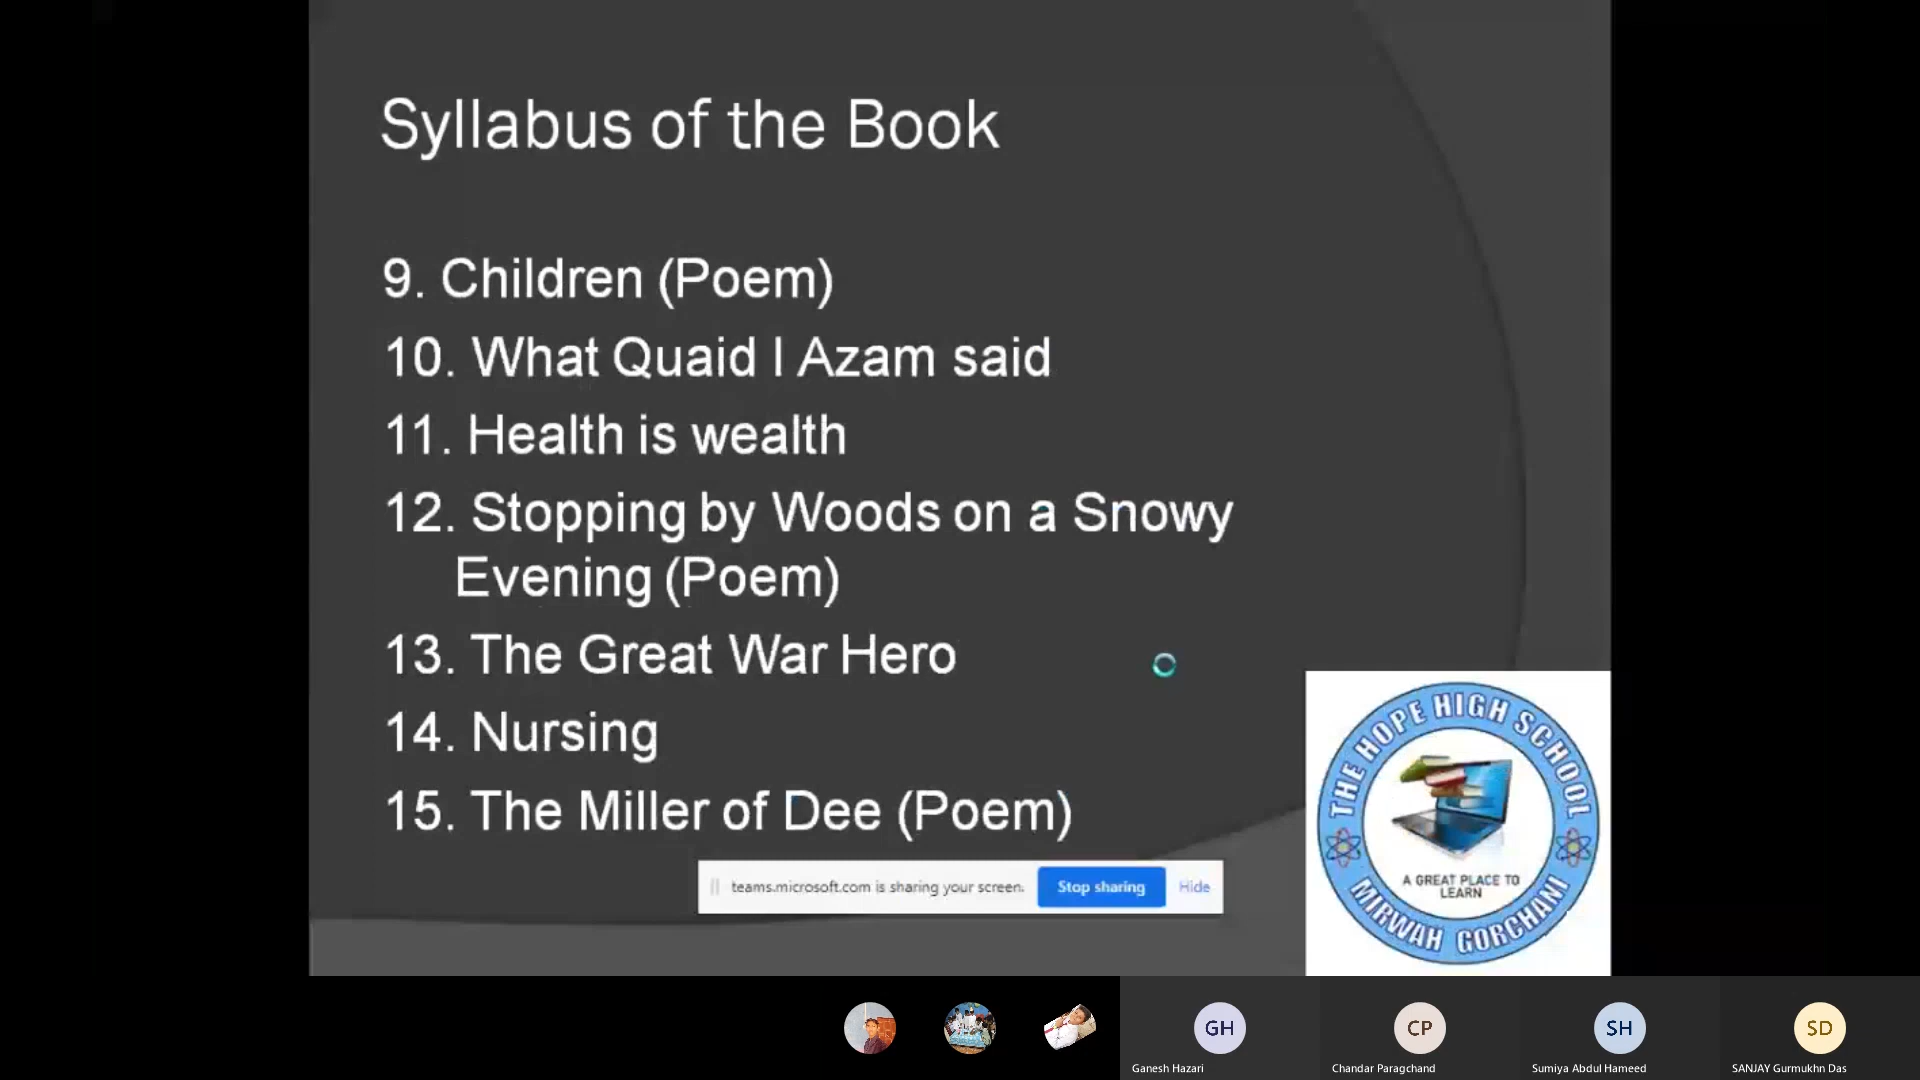 Syllabus of the Book
9. Children (Poem)
10. What Quaid I Azam said
11. Health is wealth
12. Stopping by Woods on a Snowy
Evening (Poem)
13. The Great War Hero
14. Nursing
15. The Miller of Dee (Poem)
teams.microsoft.com is sharing your screen. Stop sharing Hide
THE HOPE HIGH SCHOOL
A GREAT PLACE TO
LEARN
MIRWAH GORCHANI
GH CP SH SD
Ganesh Hazari Chandar Paragchand Sumiya Abdul Hameed SANJAY Gurmukhn Das